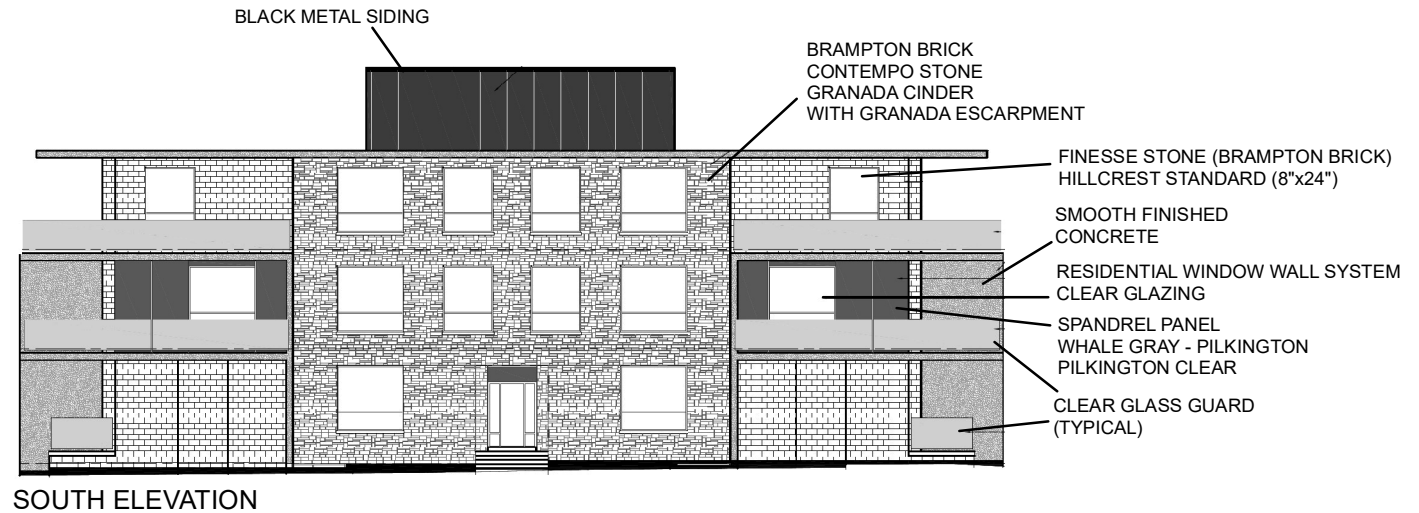 BLACK METAL SIDING
BRAMPTON BRICK
CONTEMPO STONE
GRANADA CINDER
WITH GRANADA ESCARPMENT
FINESSE STONE (BRAMPTON BRICK)
HILLCREST STANDARD (8"x24")
SMOOTH FINISHED
CONCRETE
RESIDENTIAL WINDOW WALL SYSTEM
CLEAR GLAZING
SPANDREL PANEL
WHALE GRAY - PILKINGTON
PILKINGTON CLEAR
CLEAR GLASS GUARD
(TYPICAL)
SOUTH ELEVATION